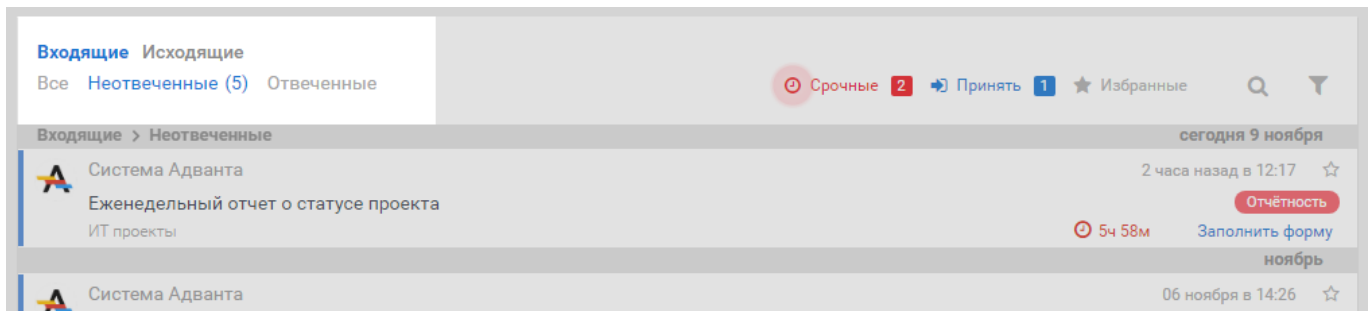 Входящие Исходящие
Все Неотвеченные (5) Отвеченные
Срочные 2 Принять 1 Избранные
Входящие > Неотвеченные сегодня 9 ноября
Система Адванта 2 часа назад в 12:17
Еженедельный отчет о статусе проекта Отчётность
ИТ проекты 5ч 58м Заполнить форму
ноябрь
Система Адванта 06 ноября в 14:26